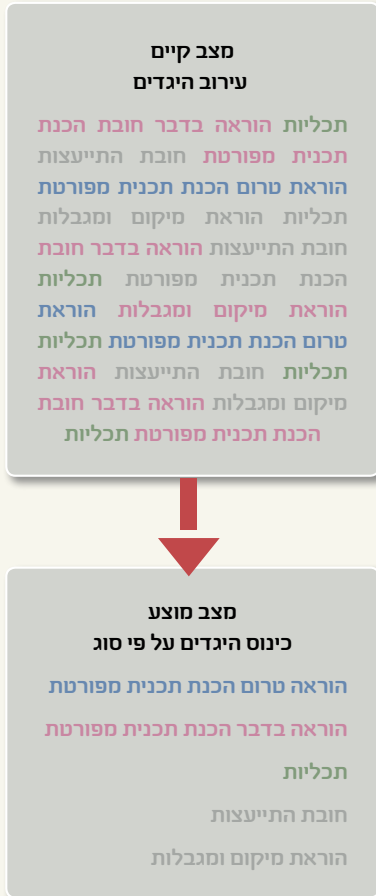 מצב קיים
עירוב היגדים
תכליות הוראה בדבר חובת הכנת
תכנית מפורטת חובת התייעצות
הוראת טרום הכנת תכנית מפורטת
תכליות הוראת מיקום ומגבלות
חובת התייעצות הוראה בדבר חובת
הכנת תכנית מפורטת תכליות
הוראת מיקום ומגבלות הוראת
טרום הכנת תכנית מפורטת תכליות
תכליות חובת התייעצות הוראת
מיקום ומגבלות הוראה בדבר חובת
הכנת תכנית מפורטת תכליות
מצב מוצע
כינוס היגדים על פי סוג
הוראה טרום הכנת תכנית מפורטת
הוראה בדבר הכנת תכנית מפורטת
תכליות
חובת התייעצות
הוראת מיקום ומגבלות